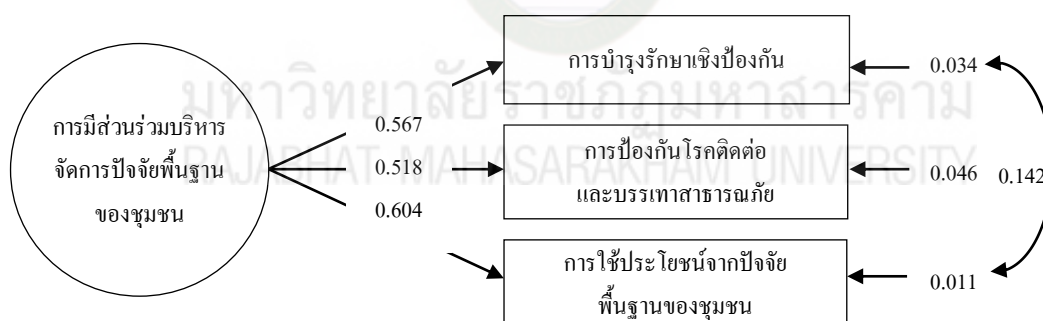 การมีส่วนร่วมบริหาร
จัดการปัจจัยพื้นฐาน
ของชุมชน
0.567
0.518
0.604
การบำรุงรักษาเชิงป้องกัน
การป้องกันโรคติดต่อ
และบรรเทาสาธารณภัย
การใช้ประโยชน์จากปัจจัย
พื้นฐานของชุมชน
0.034
0.046
0.011
0.142
มหาวิทยาลัยราชภัฏมหาสารคาม
RAJABHAT MAHASARAKHAM UNIVERSITY